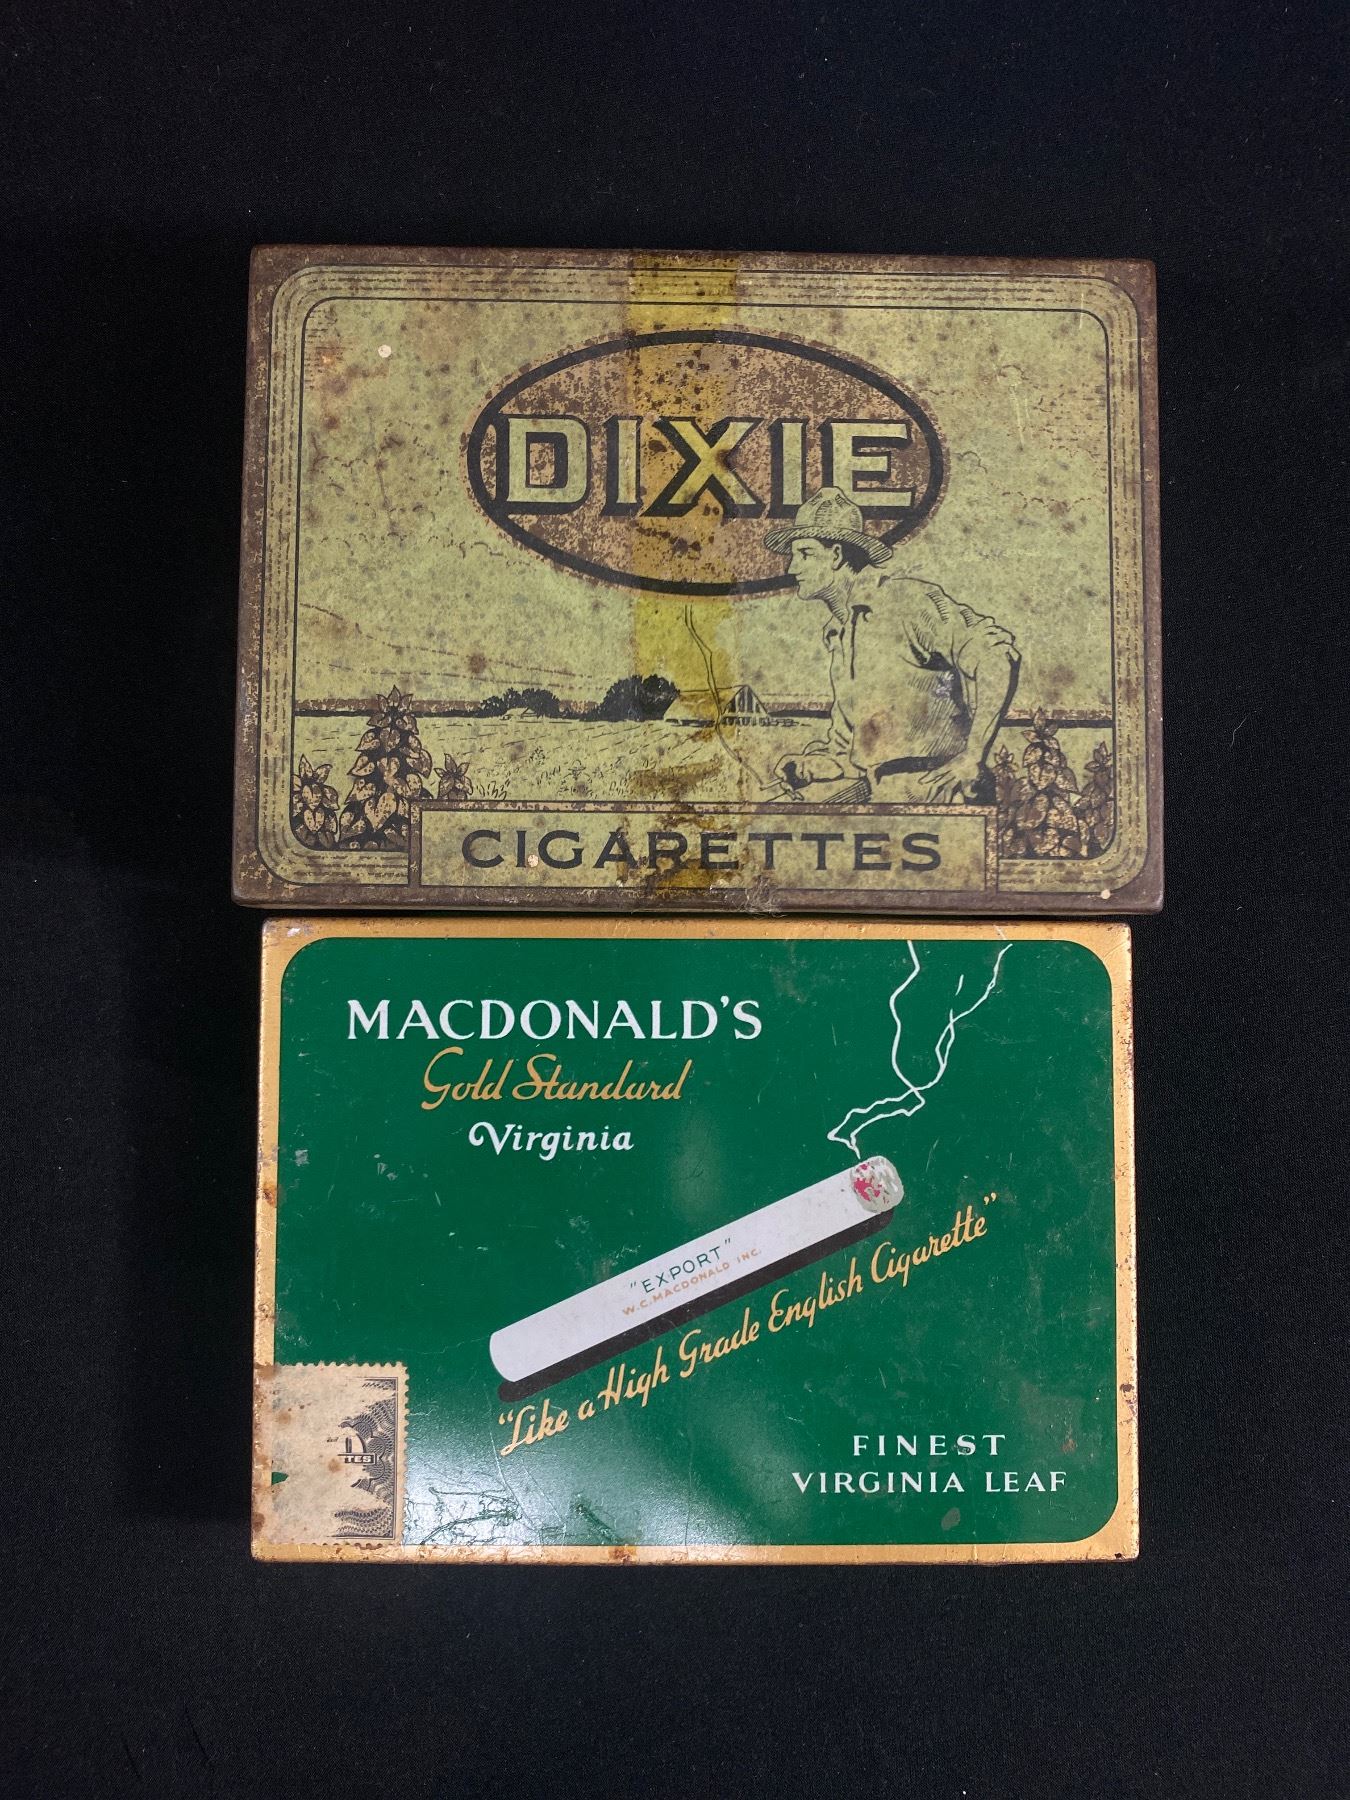 DIXIE
CIGARETTES
MACDONALD'S
Gold Standard
Virginia
"EXPORT"
W.C. MACDONALD INC.
"Like a High Grade English Cigarette"
FINEST
VIRGINIA LEAF